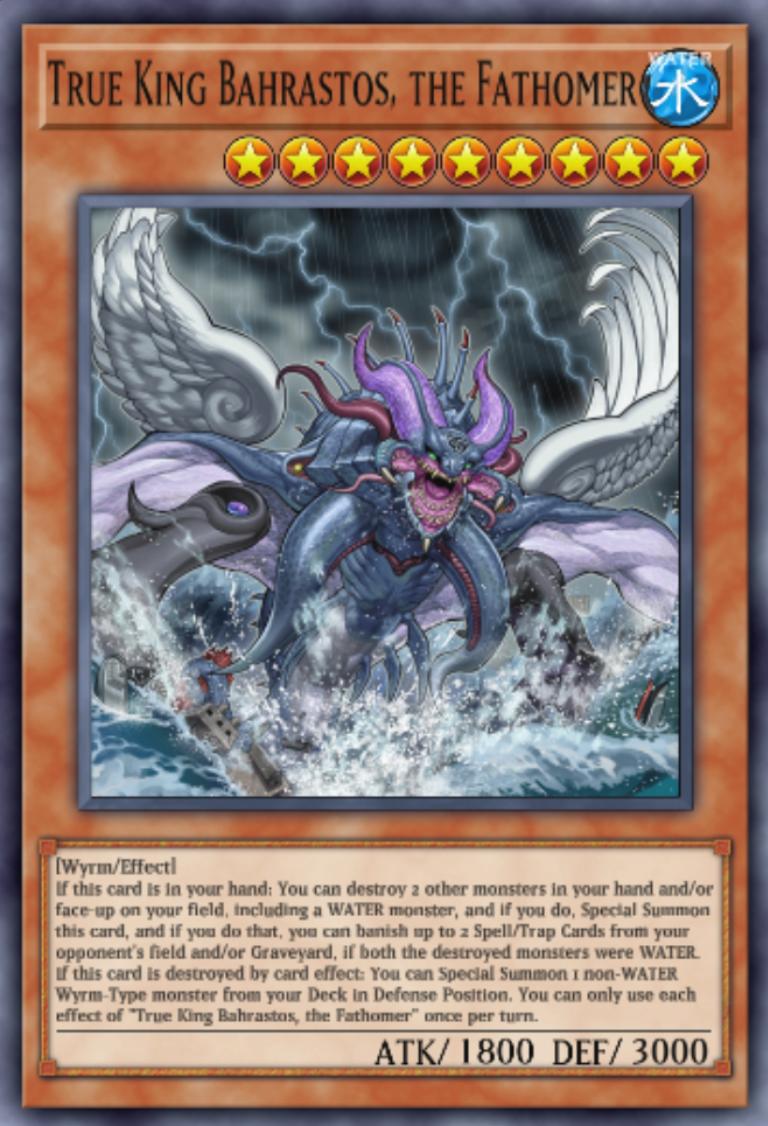 TRUE KING BAHRASTOS, THE FATHOMER
WATER
水
[Wyrm/Effect]
If this card is in your hand: You can destroy 2 other monsters in your hand and/or
face-up on your field, including a WATER monster, and if you do, Special Summon
this card, and if you do that, you can banish up to 2 Spell/Trap Cards from your
opponent's field and/or Graveyard, if both the destroyed monsters were WATER.
If this card is destroyed by card effect: You can Special Summon 1 non-WATER
Wyrm-Type monster from your Deck in Defense Position. You can only use each
effect of "True King Bahrastos, the Fathomer" once per turn.
ATK/ 1800 DEF/ 3000